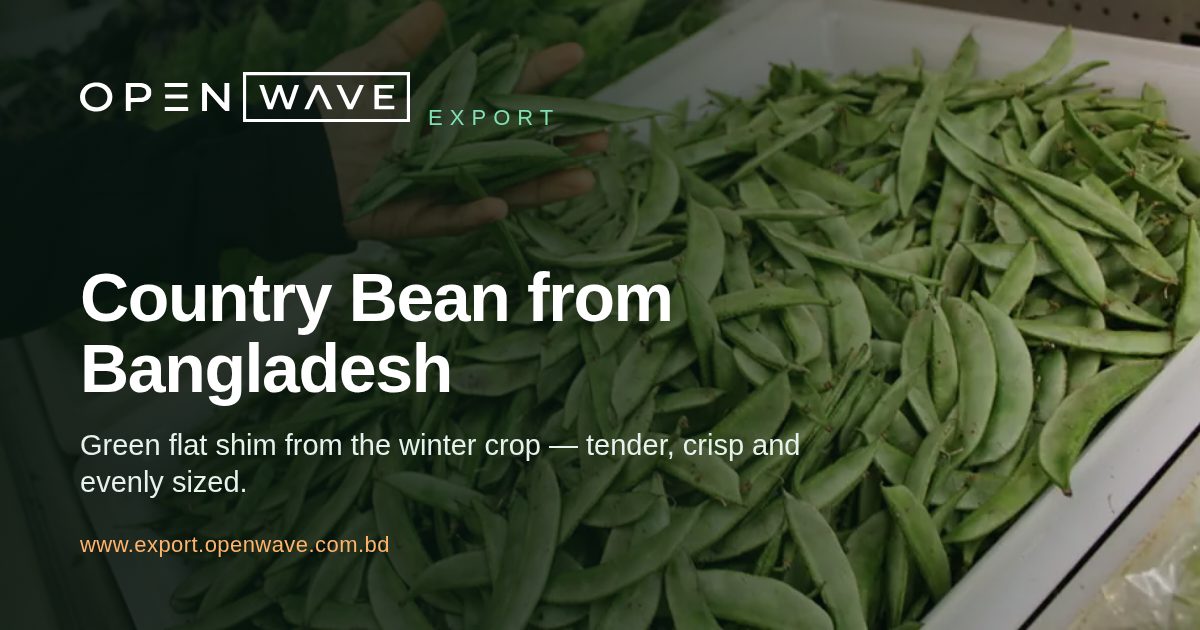 OPEN WAVE EXPORT
Country Bean from
Bangladesh
Green flat shim from the winter crop — tender, crisp and
evenly sized.
www.export.openwave.com.bd